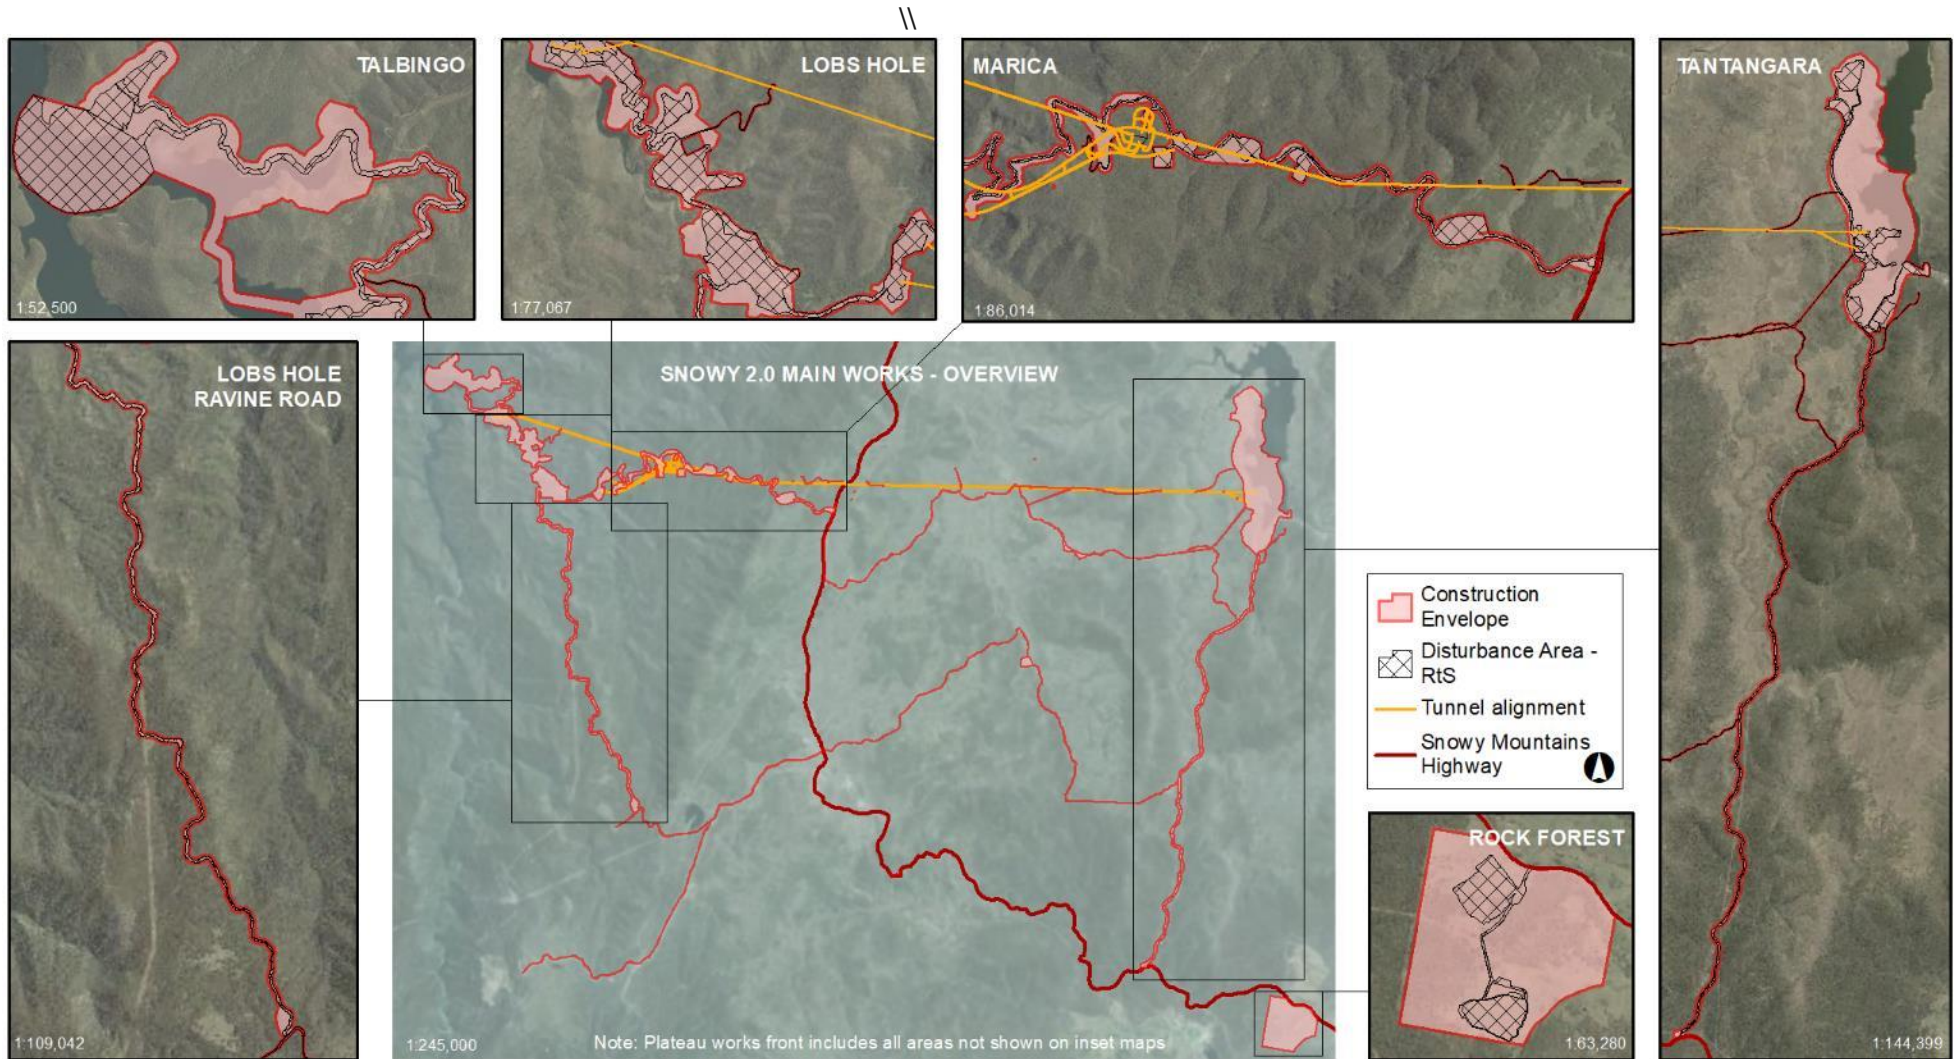 \\
TALBINGO
1:52,500
LOBS HOLE
1:77,067
MARICA
1:86,014
TANTANGARA
1:144,399
LOBS HOLE
RAVINE ROAD
1:109,042
SNOWY 2.0 MAIN WORKS - OVERVIEW
1:245,000
Note: Plateau works front includes all areas not shown on inset maps
Construction
Envelope
Disturbance Area -
RtS
Tunnel alignment
Snowy Mountains
Highway
ROCK FOREST
1:63,280